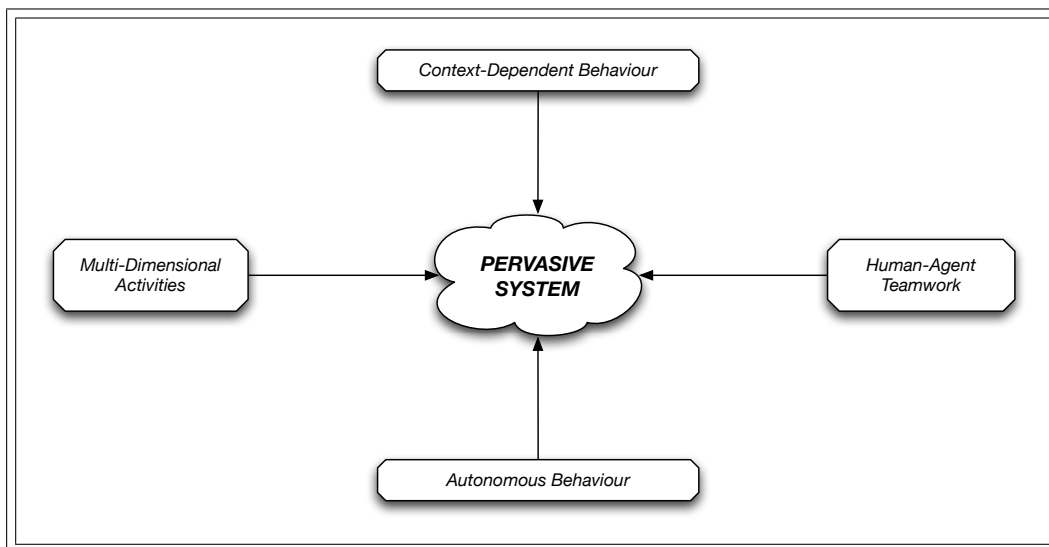 Context-Dependent Behaviour
Multi-Dimensional
Activities
PERVASIVE
SYSTEM
Human-Agent
Teamwork
Autonomous Behaviour